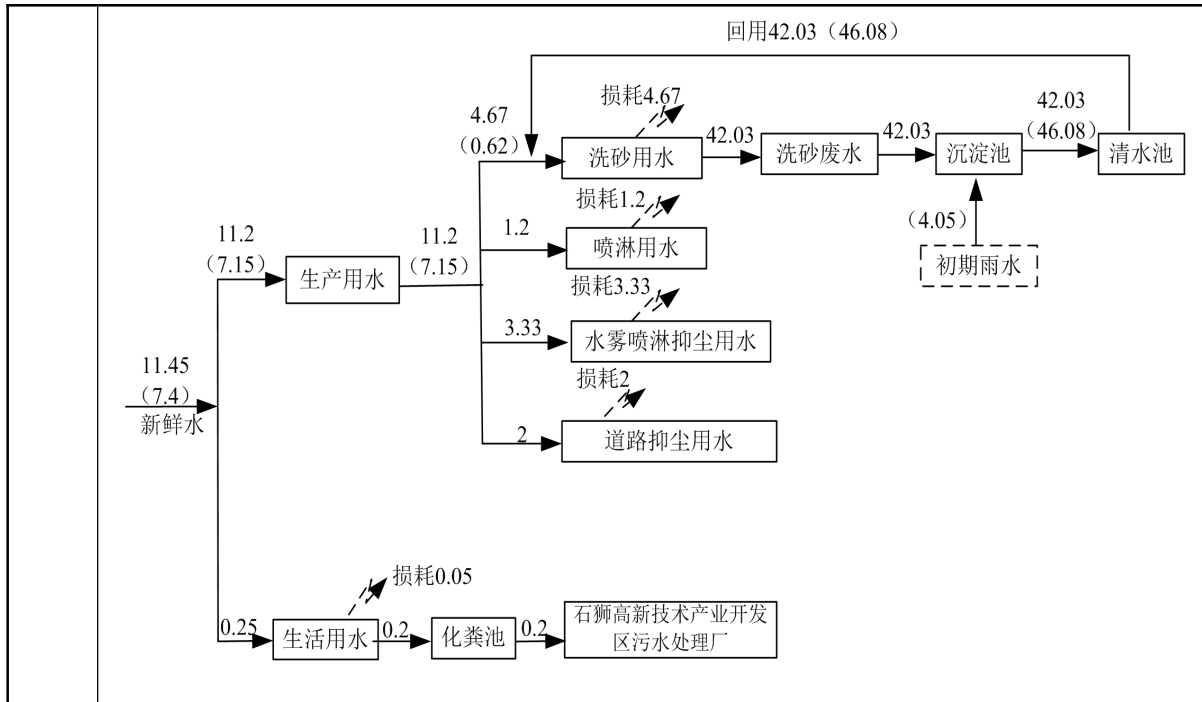 回用42.03（46.08）
损耗4.67
4.67
（0.62）
洗砂用水
42.03
洗砂废水
42.03
沉淀池
42.03
(46.08)
清水池
（4.05）
初期雨水
损耗1.2
1.2
喷淋用水
11.2
(7.15)
生产用水
11.2
(7.15)
损耗3.33
3.33
水雾喷淋抑尘用水
损耗2
2
道路抑尘用水
11.45
(7.4)
新鲜水
损耗0.05
0.25
生活用水
0.2
化粪池
0.2
石狮高新技术产业开发
区污水处理厂